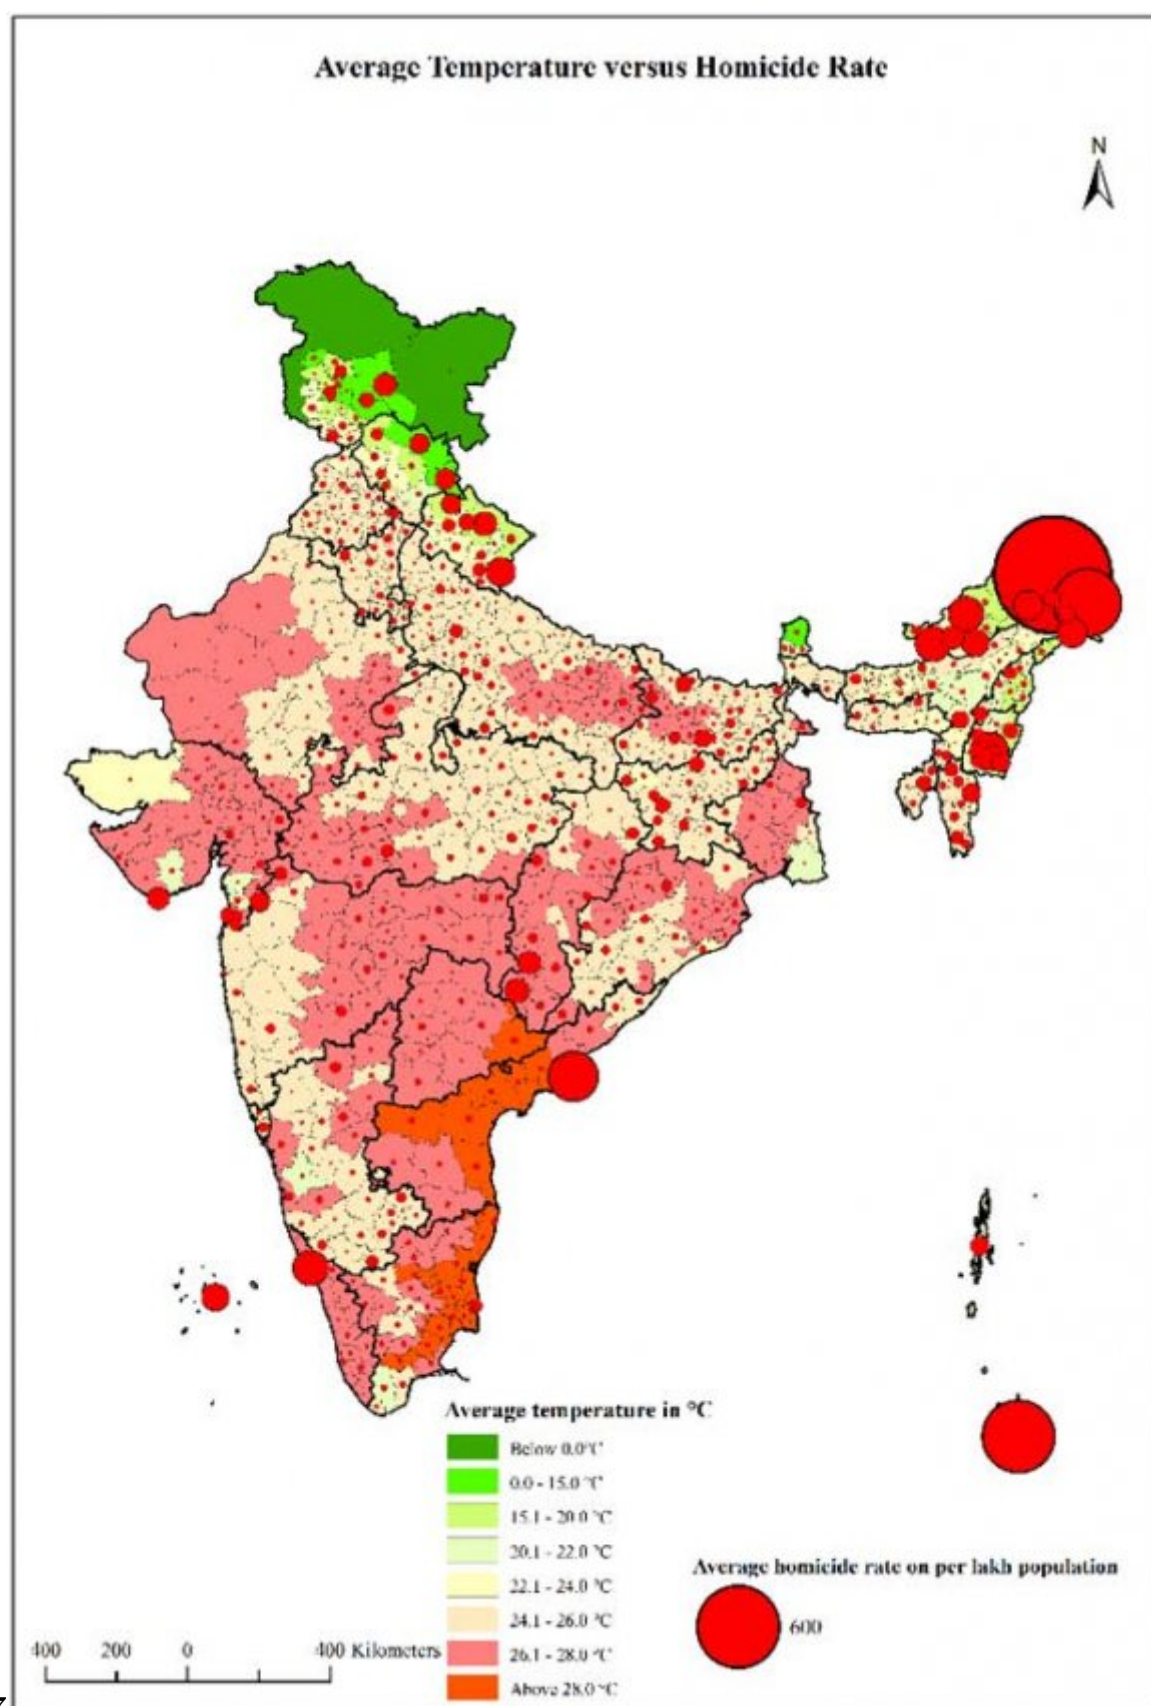 Average Temperature versus Homicide Rate
N
Average temperature in °C
Below 0.0°C
0.0 - 15.0 °C
15.1 - 20.0 °C
20.1 - 22.0 °C
22.1 - 24.0 °C
24.1 - 26.0 °C
26.1 - 28.0 °C
Above 28.0 °C
Average homicide rate on per lakh population
600
400 200 0 400 Kilometers